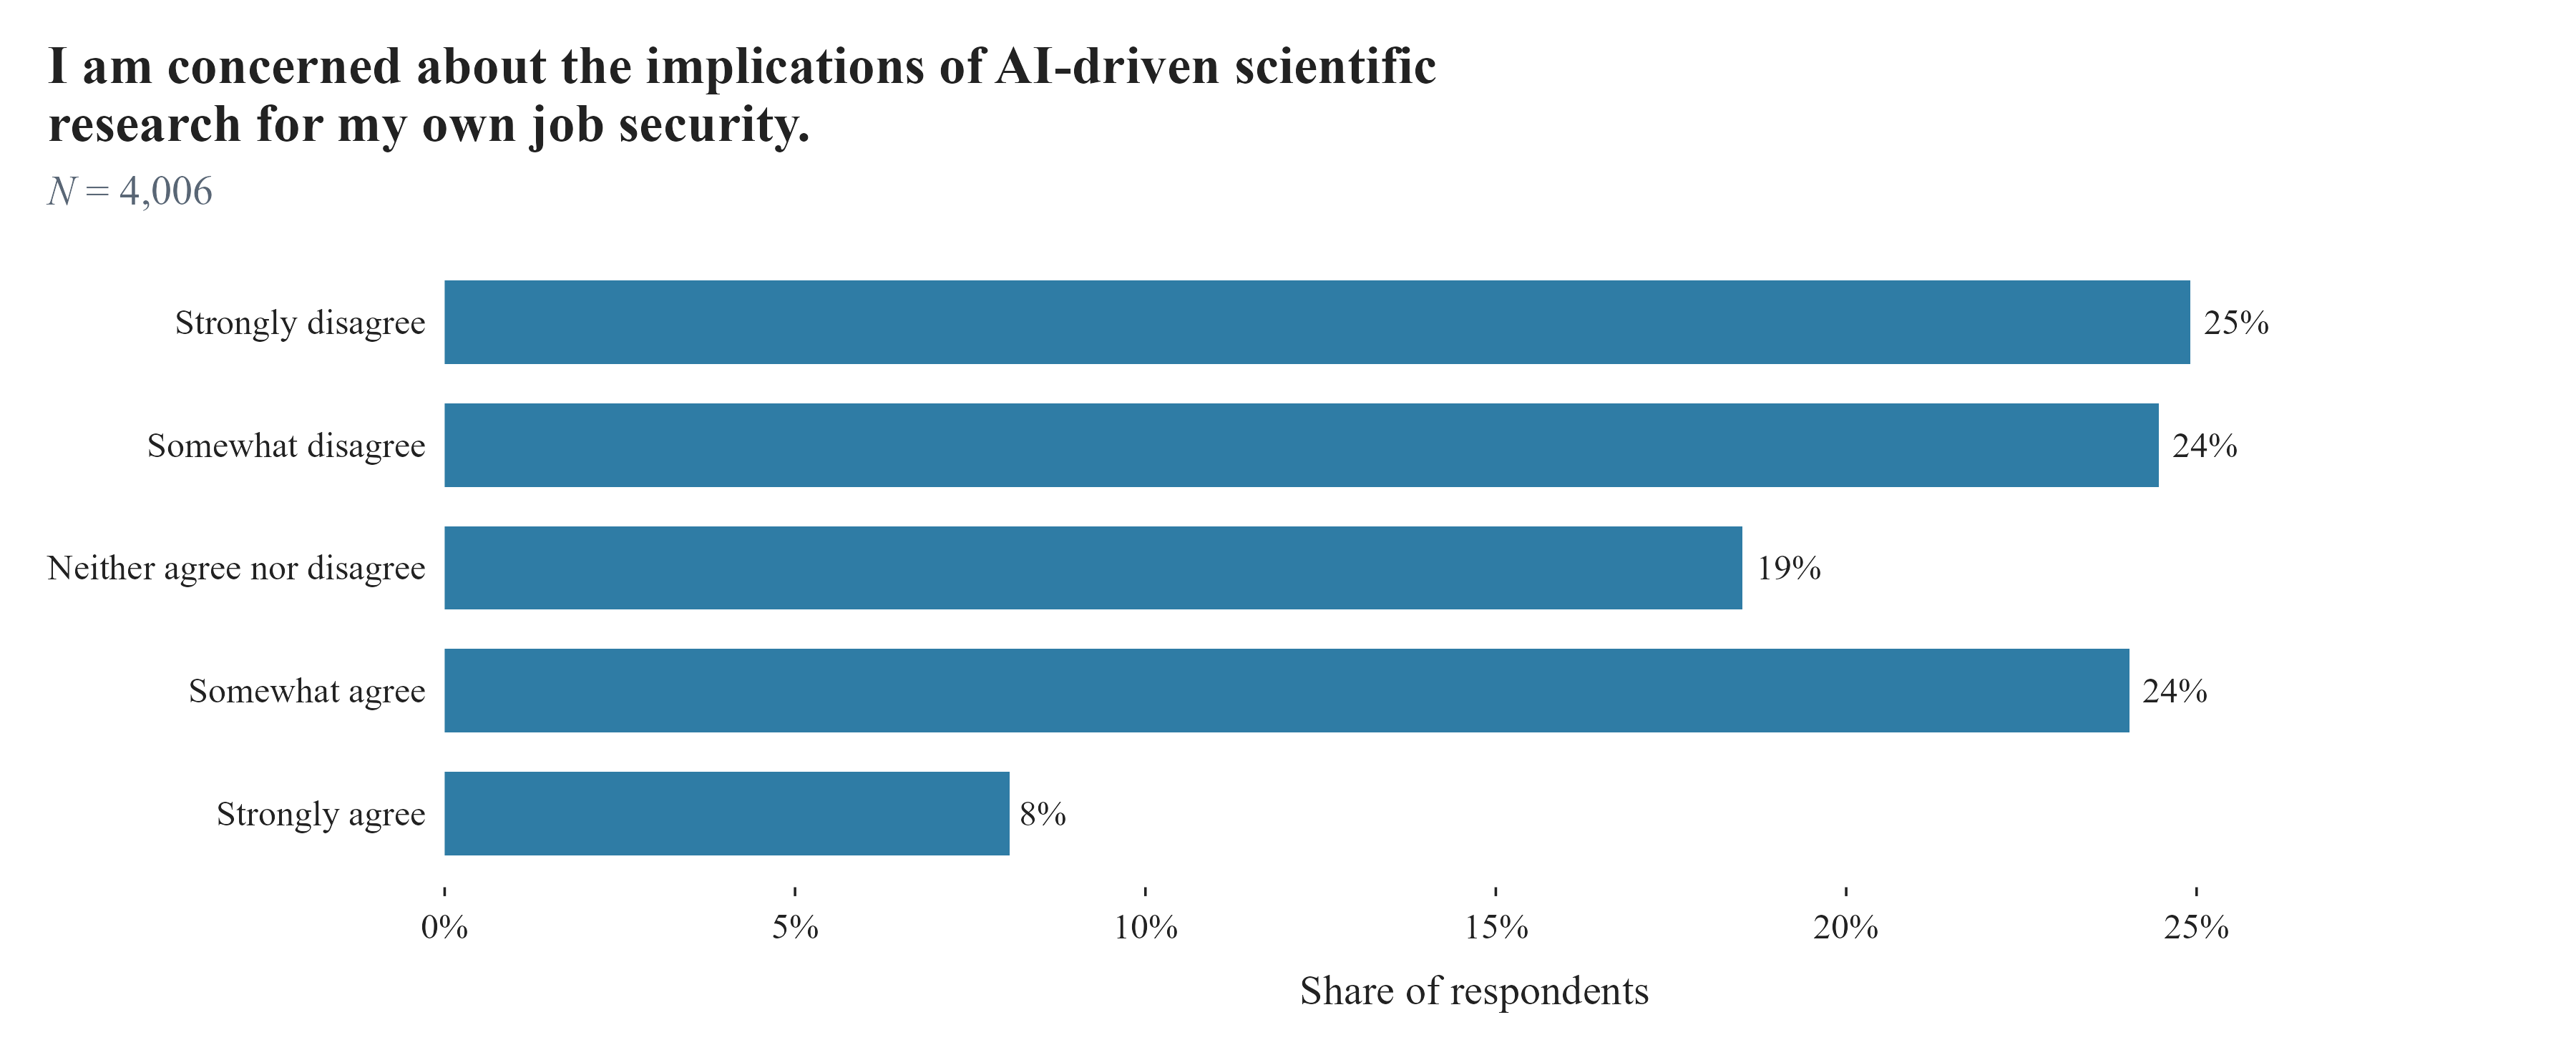 I am concerned about the implications of AI-driven scientific
research for my own job security.
N = 4,006
Strongly disagree 25%
Somewhat disagree 24%
Neither agree nor disagree 19%
Somewhat agree 24%
Strongly agree 8%
0% 5% 10% 15% 20% 25%
Share of respondents